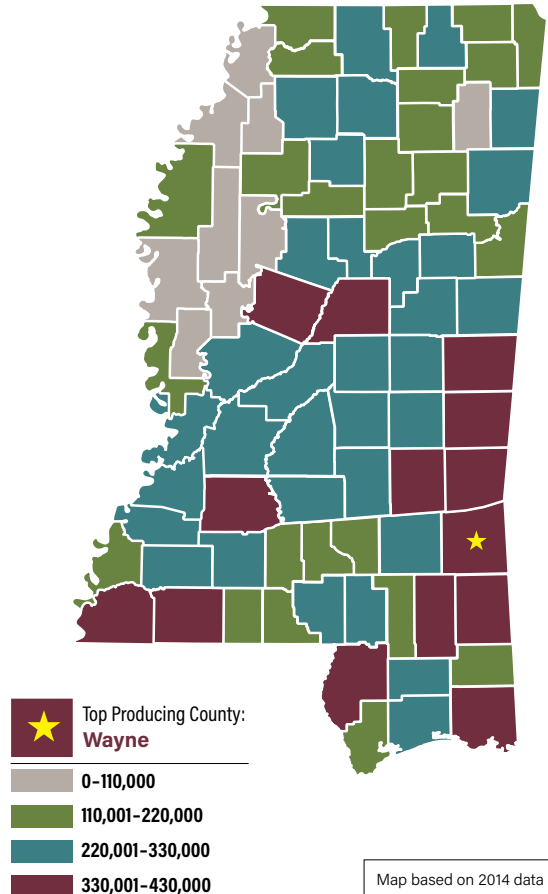 Top Producing County:
Wayne
0–110,000
110,001–220,000
220,001–330,000
330,001–430,000
Map based on 2014 data